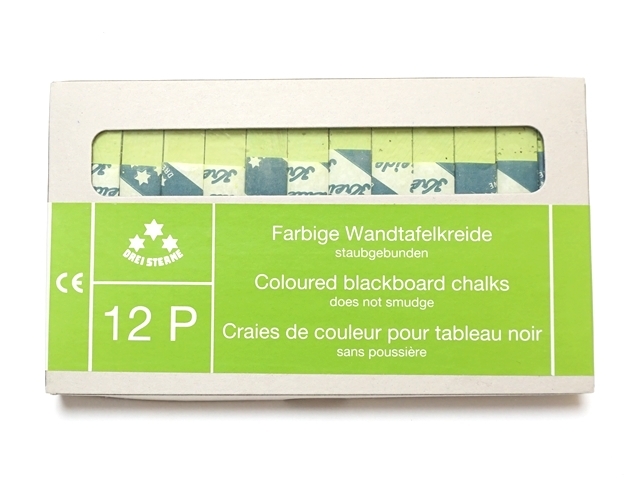 Kreide
DREI STERNE
CE
12 P
Farbige Wandtafelkreide
staubgebunden
Coloured blackboard chalks
does not smudge
Craies de couleur pour tableau noir
sans poussière